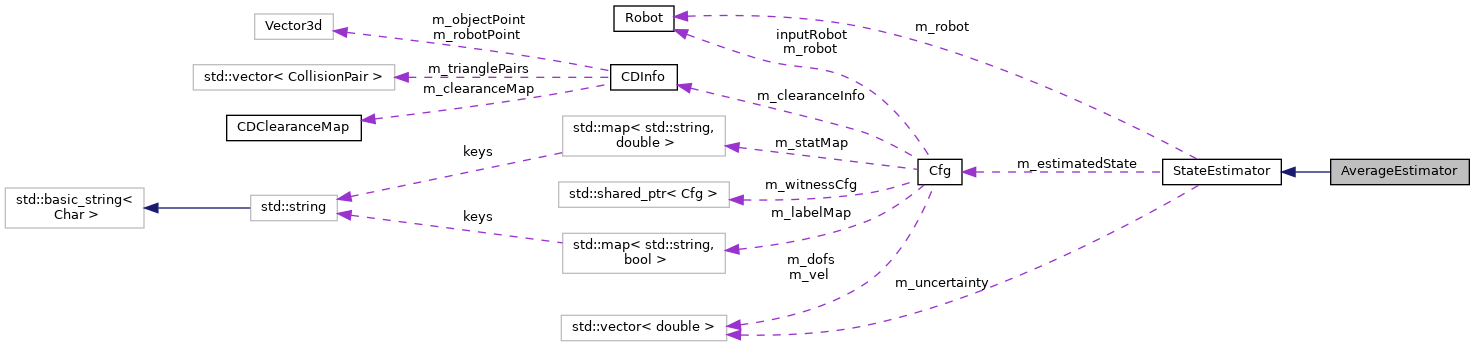 Vector3d
m_objectPoint
m_robotPoint
Robot
inputRobot
m_robot
m_robot
std::vector< CollisionPair >
m_trianglePairs
CDInfo
m_clearanceMap
m_clearanceInfo
CDClearanceMap
std::map< std::string,
double >
m_statMap
keys
Cfg
m_estimatedState
StateEstimator
AverageEstimator
std::shared_ptr< Cfg >
m_witnessCfg
std::basic_string<
Char >
std::string
keys
std::map< std::string,
bool >
m_labelMap
m_dofs
m_vel
m_uncertainty
std::vector< double >